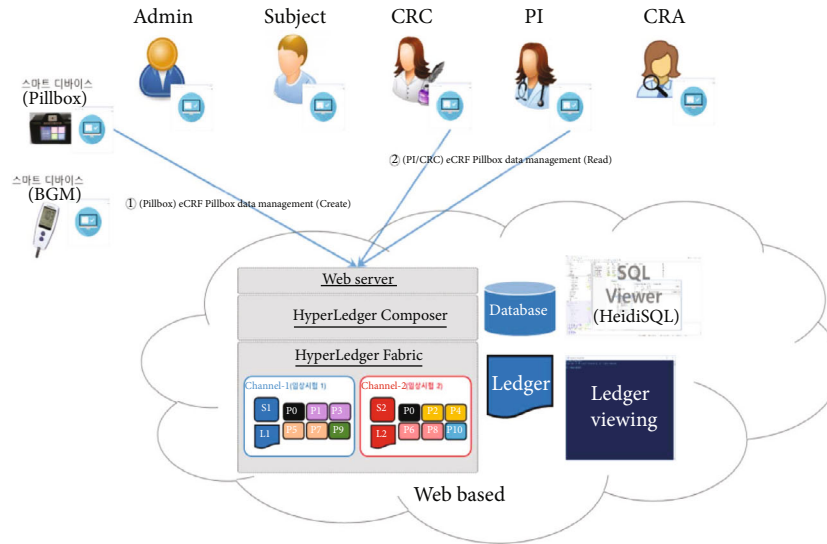 Admin
Subject
CRC
PI
CRA
스마트 디바이스
(Pillbox)
② (PI/CRC) eCRF Pillbox data management (Read)
스마트 디바이스
(BGM)
① (Pillbox) eCRF Pillbox data management (Create)
Web server
HyperLedger Composer
Database
SQL
Viewer
(HeidiSQL)
HyperLedger Fabric
Channel-1(임상시험 1)
S1
P0
P1
P3
L1
P5
P7
P9
Channel-2(임상시험 2)
S2
P0
P2
P4
L2
P6
P8
P10
Ledger
Ledger
viewing
Web based